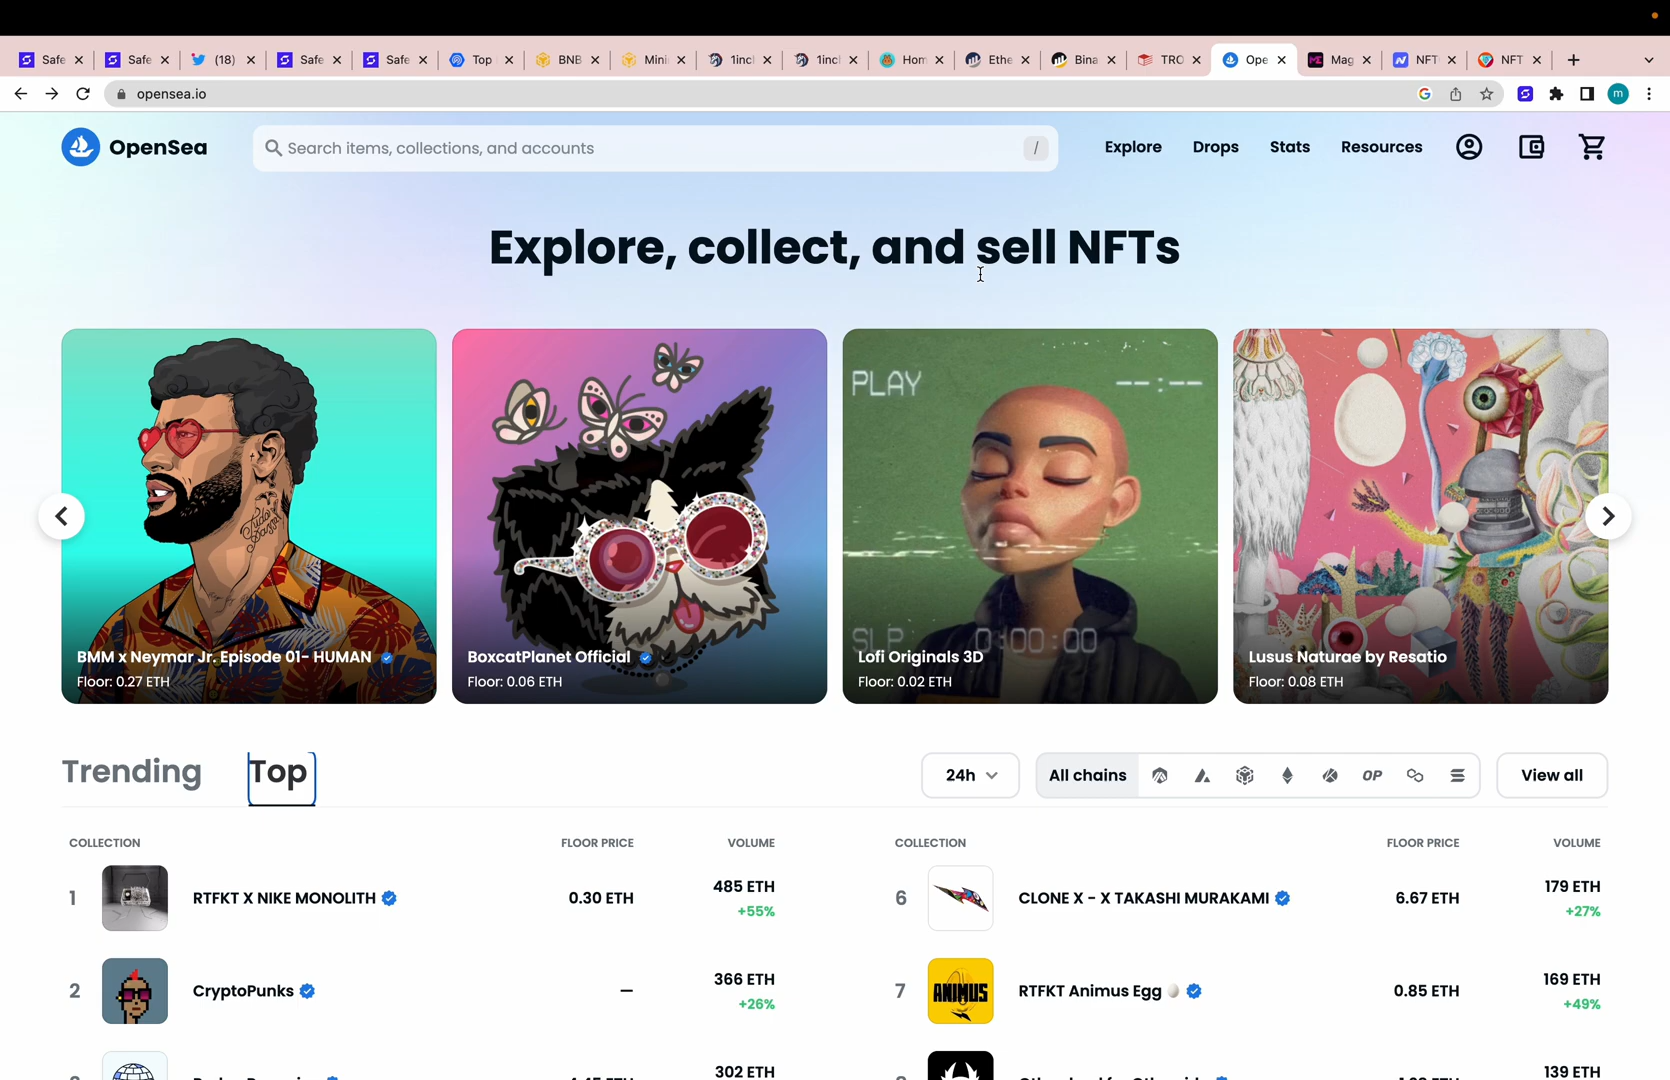 Safe
Safe
(18)
Safe
Safe
Top
BNB
Mini
1incl
1incl
Hom
Ethe
Bina
TRO
Ope
Mag
NFT
NFT
opensea.io
m
OpenSea
Search items, collections, and accounts
/
Explore
Drops
Stats
Resources
Explore, collect, and sell NFTs
Tudo Passa
BMM x Neymar Jr. Episode 01- HUMAN
Floor: 0.27 ETH
BoxcatPlanet Official
Floor: 0.06 ETH
PLAY
--:--
SLP 0:00:00
Lofi Originals 3D
Floor: 0.02 ETH
Lusus Naturae by Resatio
Floor: 0.08 ETH
Trending
Top
24h
All chains
OP
View all
COLLECTION FLOOR PRICE VOLUME
1 RTFKT X NIKE MONOLITH 0.30 ETH 485 ETH
+55%
2 CryptoPunks — 366 ETH
+26%
302 ETH
COLLECTION FLOOR PRICE VOLUME
6 CLONE X - X TAKASHI MURAKAMI 6.67 ETH 179 ETH
+27%
ANIMUS
7 RTFKT Animus Egg 0.85 ETH 169 ETH
+49%
139 ETH